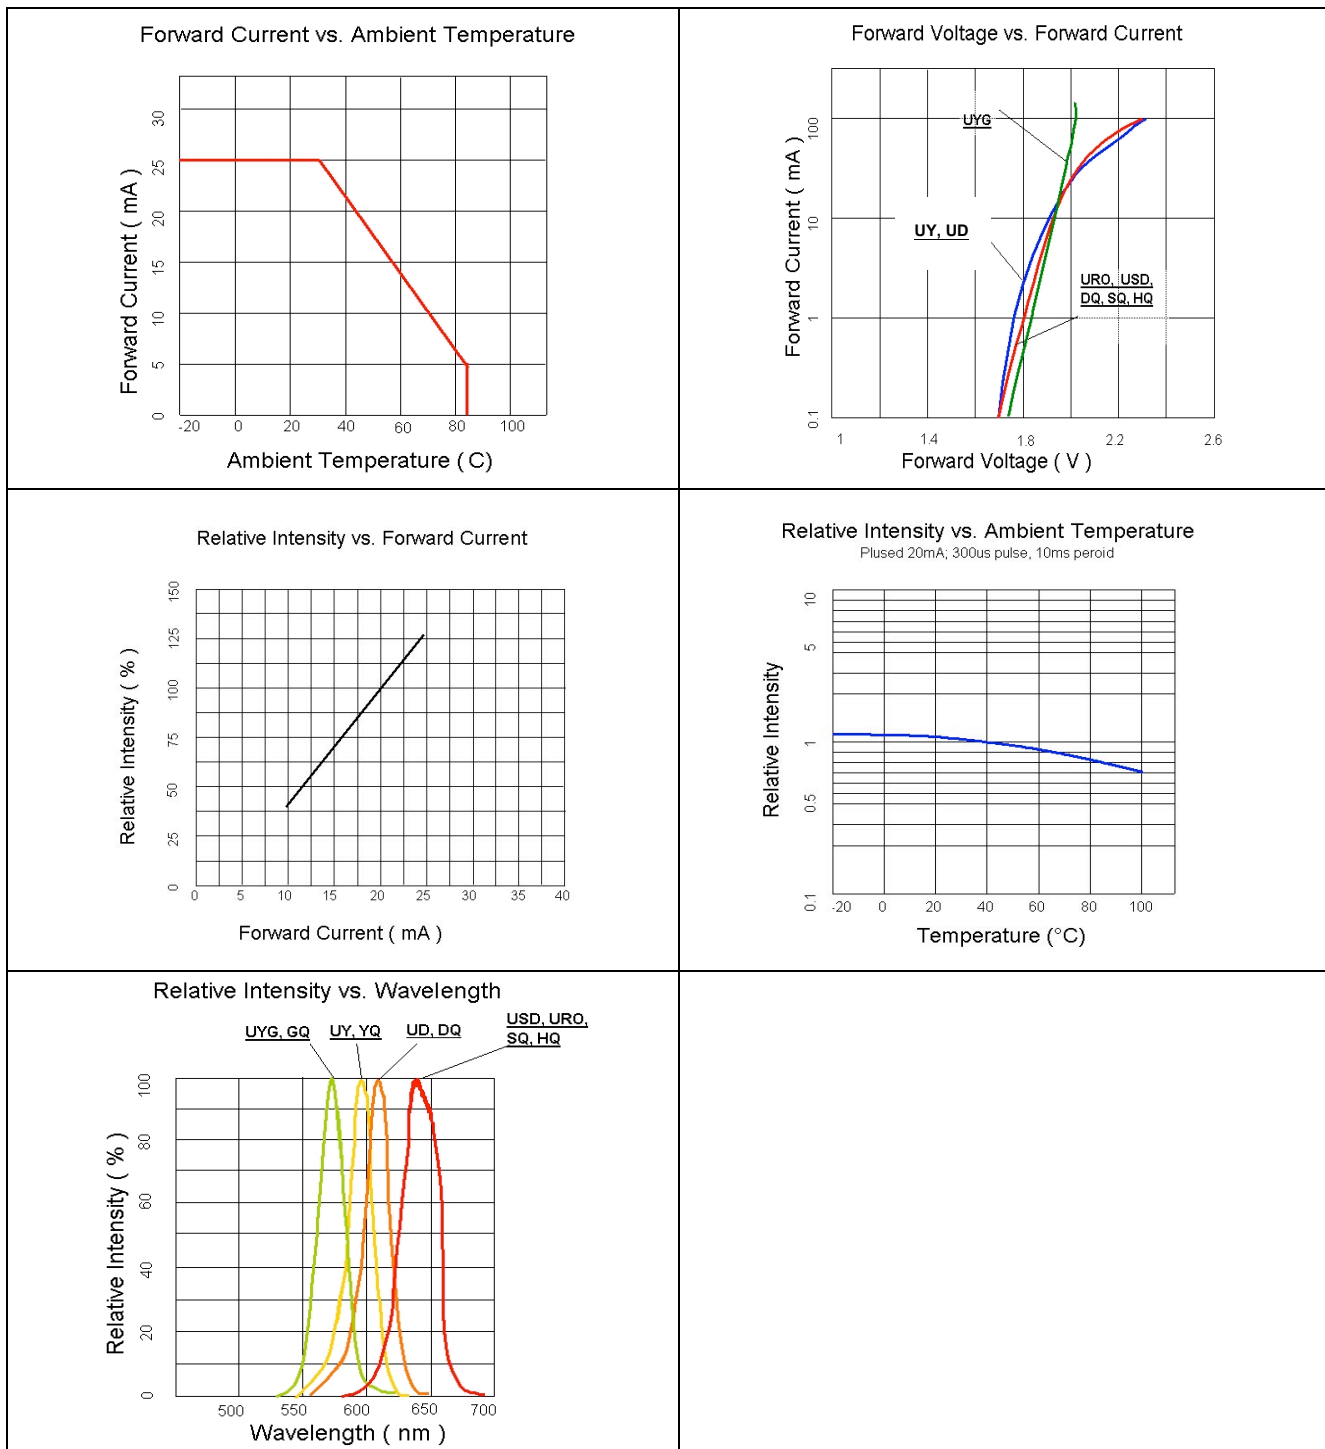 Forward Current vs. Ambient Temperature
30
25
20
15
10
5
0
Forward Current ( mA )
-20 0 20 40 60 80 100
Ambient Temperature ( C)
Forward Voltage vs. Forward Current
100
10
1
0.1
Forward Current ( mA )
UYG
UY, UD
URO, USD,
DQ, SQ, HQ
1 1.4 1.8 2.2 2.6
Forward Voltage ( V )
Relative Intensity vs. Forward Current
150
125
100
75
50
25
0
Relative Intensity ( % )
0 5 10 15 20 25 30 35 40
Forward Current ( mA )
Relative Intensity vs. Ambient Temperature
Plused 20mA; 300us pulse, 10ms peroid
10
5
1
0.5
0.1
Relative Intensity
-20 0 20 40 60 80 100
Temperature (°C)
Relative Intensity vs. Wavelength
UYG, GQ UY, YQ UD, DQ USD, URO,
SQ, HQ
100
80
60
40
20
0
Relative Intensity ( % )
500 550 600 650 700
Wavelength ( nm )